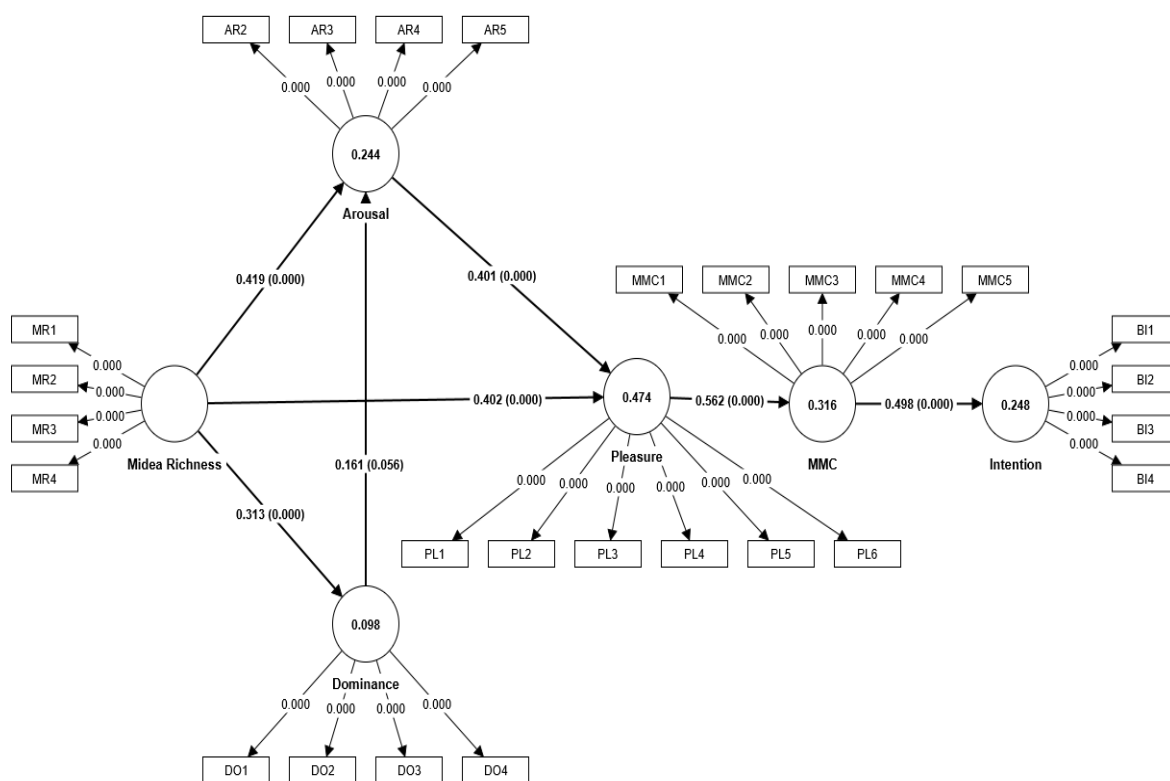 AR2 AR3 AR4 AR5
0.000 0.000 0.000 0.000
0.244
Arousal
0.419 (0.000) 0.401 (0.000)
MMC1 MMC2 MMC3 MMC4 MMC5
0.000 0.000 0.000 0.000 0.000
MR1
MR2
MR3
MR4
0.000
0.000
0.000
0.000
Midea Richness
0.402 (0.000)
0.474
0.562 (0.000)
0.316
0.498 (0.000)
0.248
Pleasure
MMC
Intention
0.000
0.000
0.000
0.000
BI1
BI2
BI3
BI4
0.161 (0.056)
0.313 (0.000)
0.000 0.000 0.000 0.000 0.000 0.000
PL1 PL2 PL3 PL4 PL5 PL6
0.098
Dominance
0.000 0.000 0.000 0.000
DO1 DO2 DO3 DO4